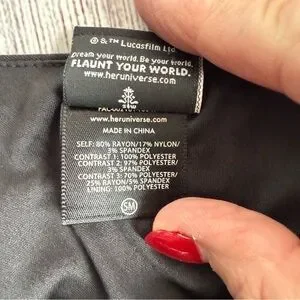 © & ™ Lucasfilm Ltd
Dream your world. Be your world.
FLAUNT YOUR WORLD.
www.heruniverse.com
www.heruniverse.com
MADE IN CHINA
SELF: 80% RAYON/17% NYLON/
3% SPANDEX
CONTRAST 1: 100% POLYESTER
CONTRAST 2: 97% POLYESTER/
3% SPANDEX
CONTRAST 3: 70% POLYESTER/
25% RAYON/5% SPANDEX
LINING: 100% POLYESTER
SM